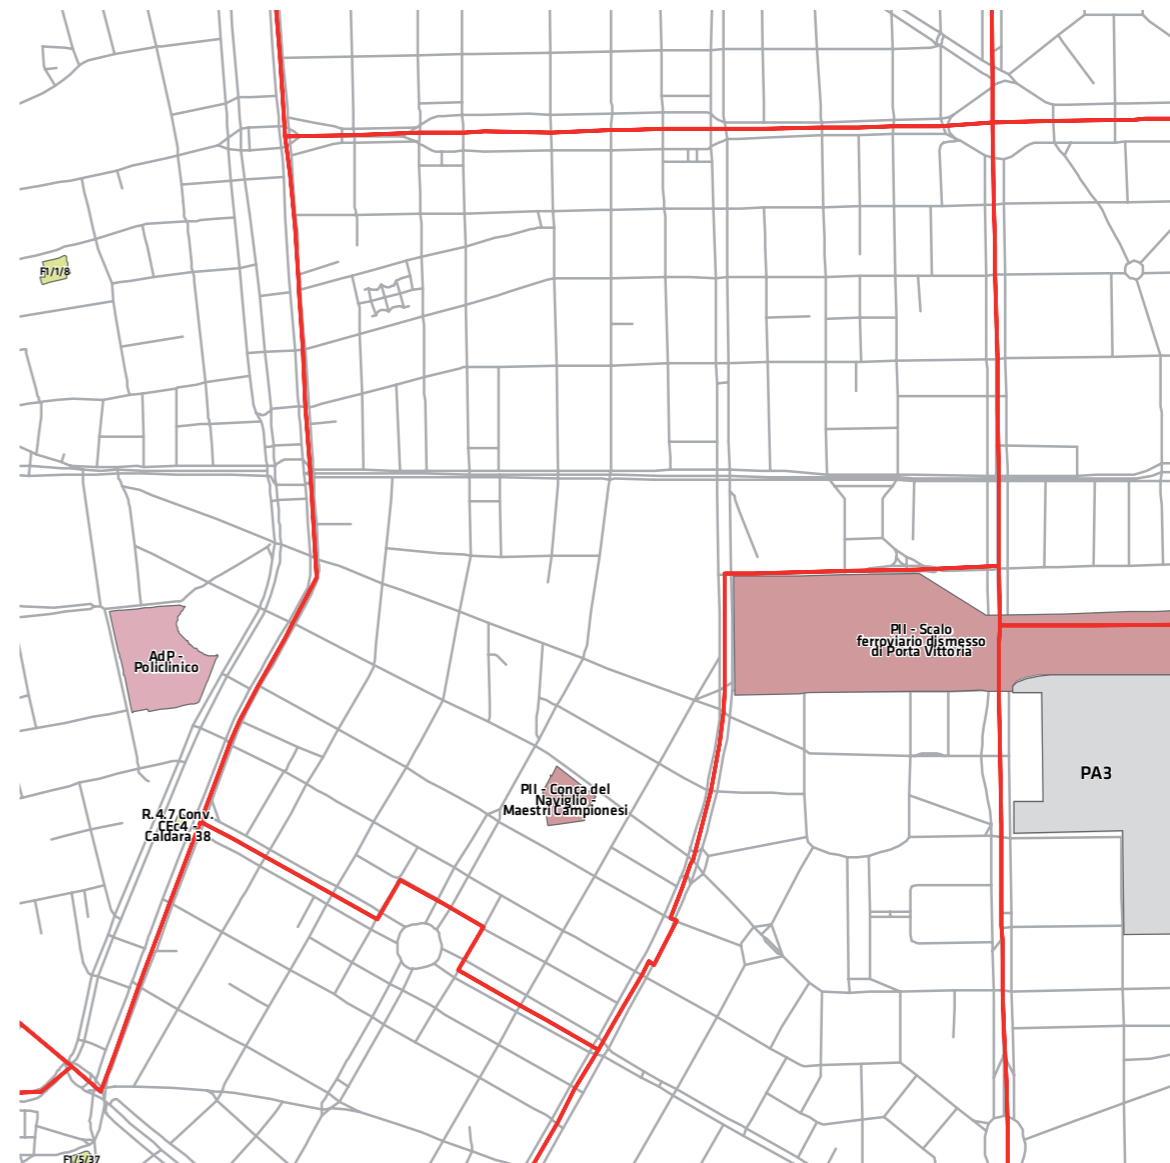 F1/1/8
PII - Scalo
ferroviario dismesso
di Porta Vittoria
AdP -
Policlinico
PA3
PII - Conca del
Naviglio -
Maestri Campionesi
R. 4.7 Conv.
CEc4 -
Caldara 38
F1/5/37